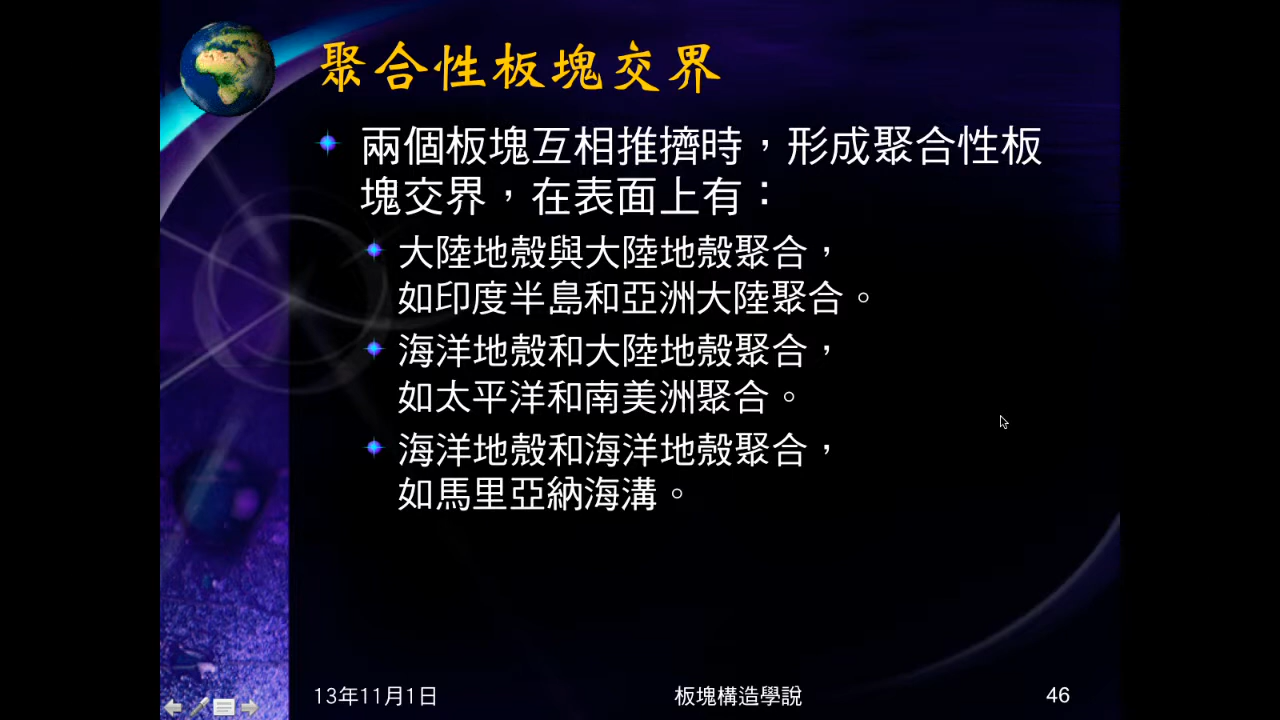 聚合性板塊交界
兩個板塊互相推擠時，形成聚合性板
塊交界，在表面上有：
大陸地殼與大陸地殼聚合，
如印度半島和亞洲大陸聚合。
海洋地殼和大陸地殼聚合，
如太平洋和南美洲聚合。
海洋地殼和海洋地殼聚合，
如馬里亞納海溝。
13年11月1日
板塊構造學說
46